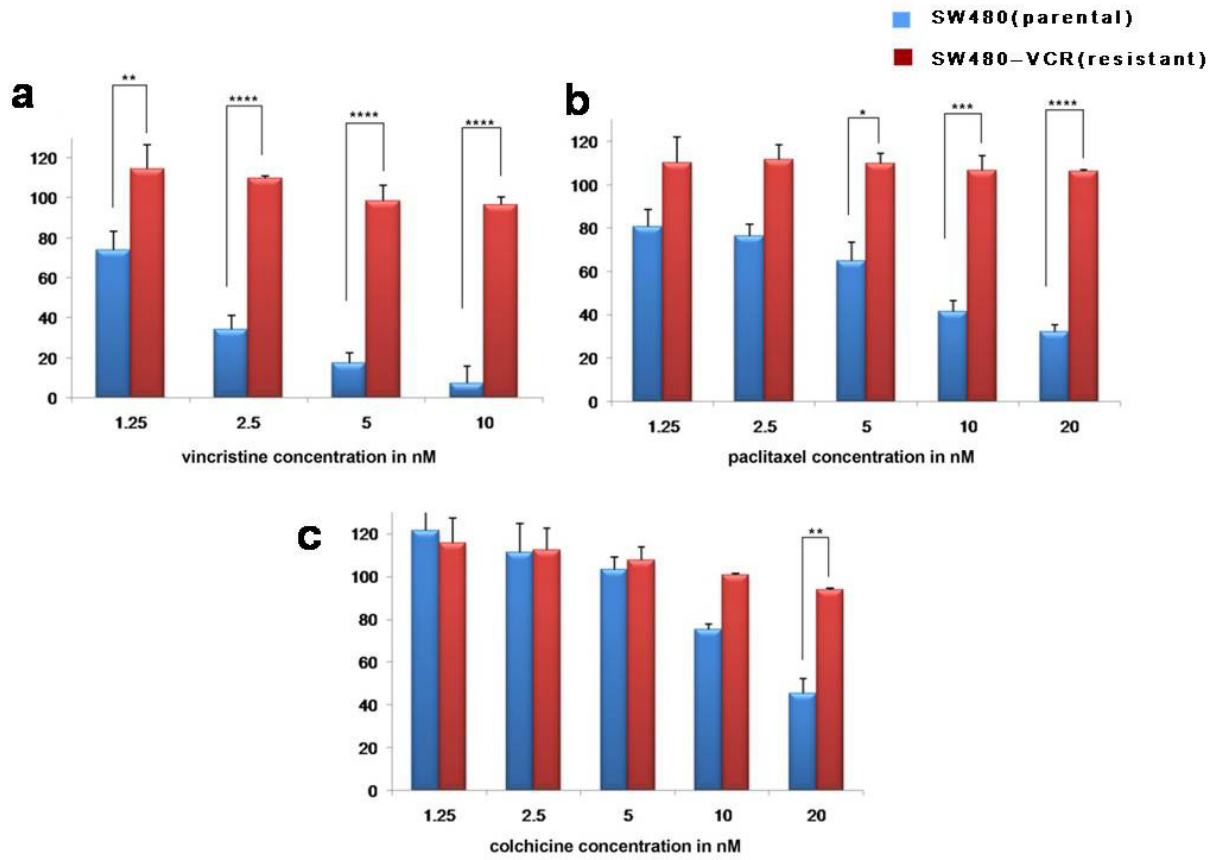 SW480(parental)
SW480–VCR(resistant)
a
**
****
****
****
120
100
80
60
40
20
0
1.25 2.5 5 10
vincristine concentration in nM
b
*
***
****
120
100
80
60
40
20
0
1.25 2.5 5 10 20
paclitaxel concentration in nM
c
**
120
100
80
60
40
20
0
1.25 2.5 5 10 20
colchicine concentration in nM